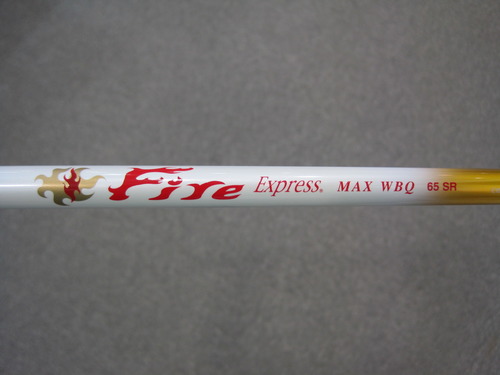 Fire Express® MAX WBQ 65 SR